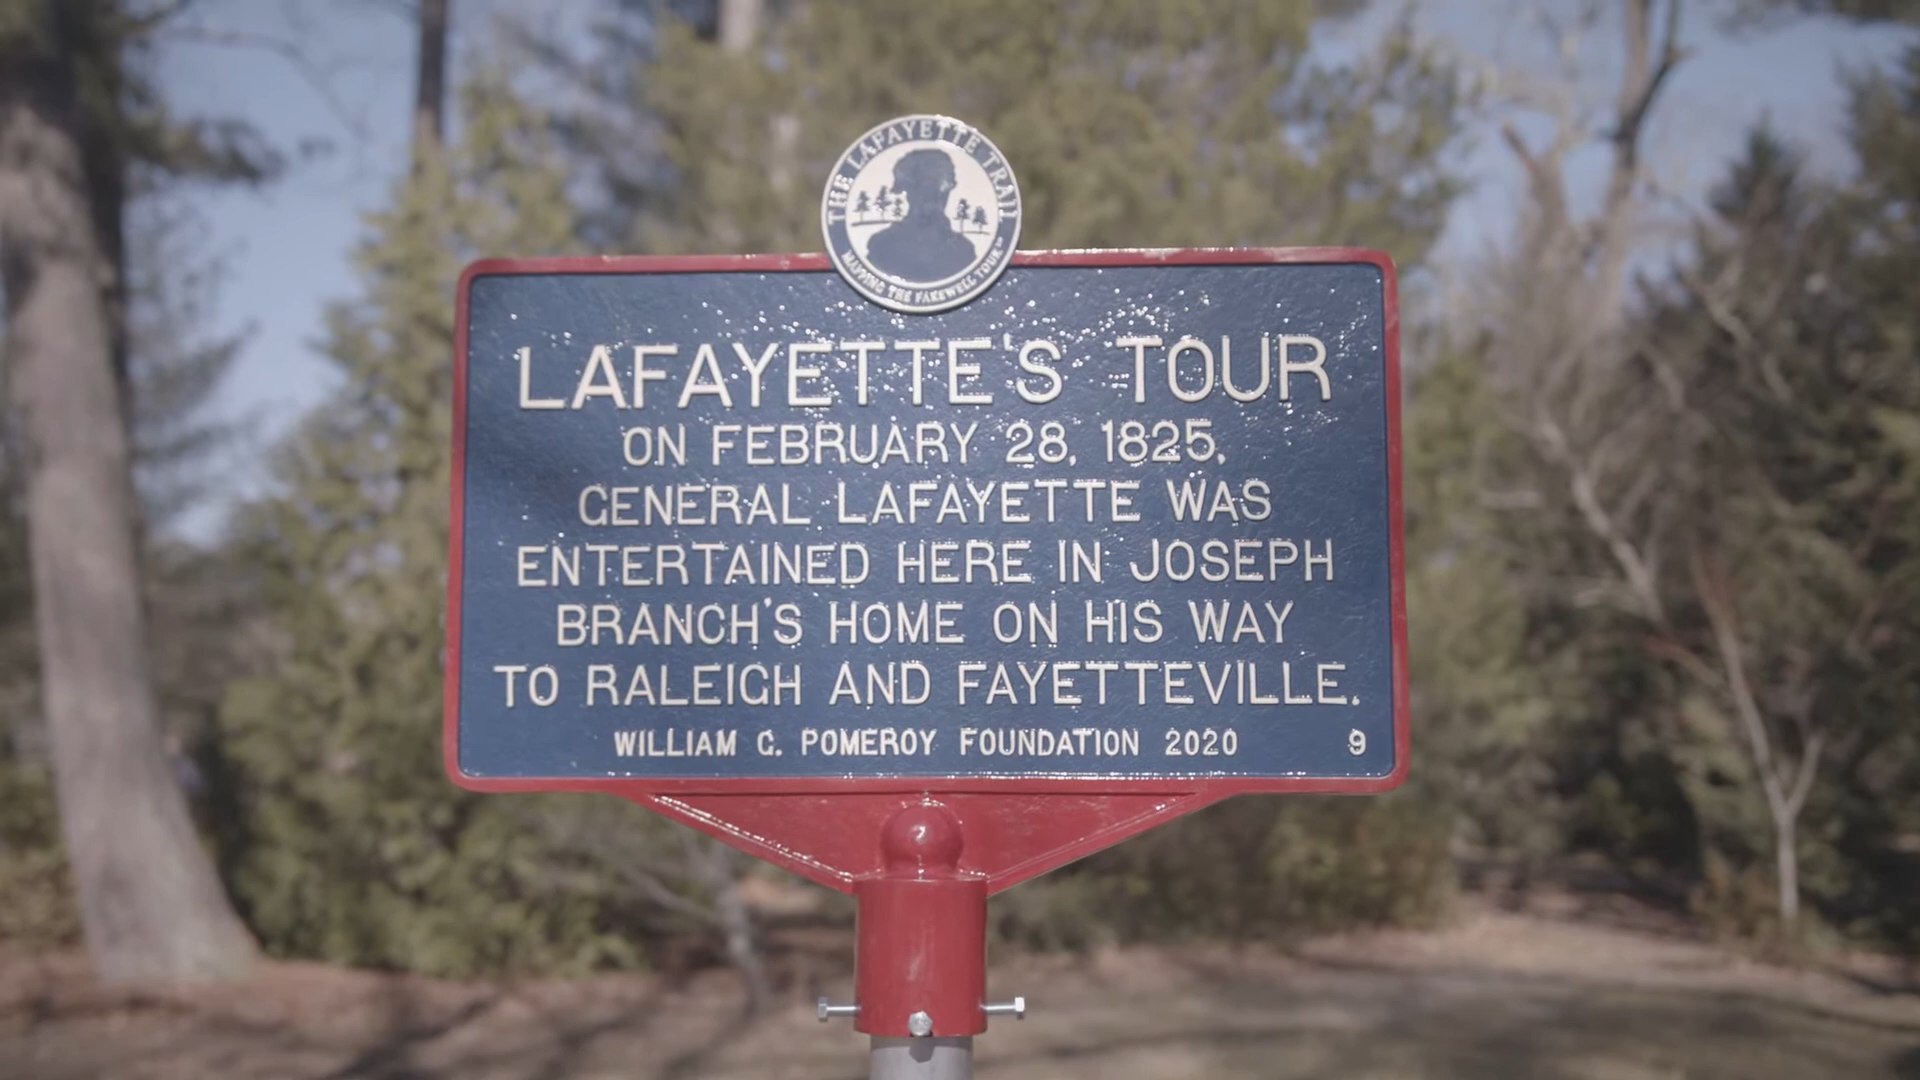 THE LAFAYETTE TRAIL
MAPPING THE FAREWELL TOUR
LAFAYETTE'S TOUR
ON FEBRUARY 28, 1825,
GENERAL LAFAYETTE WAS
ENTERTAINED HERE IN JOSEPH
BRANCH'S HOME ON HIS WAY
TO RALEIGH AND FAYETTEVILLE.
WILLIAM G. POMEROY FOUNDATION 2020 9